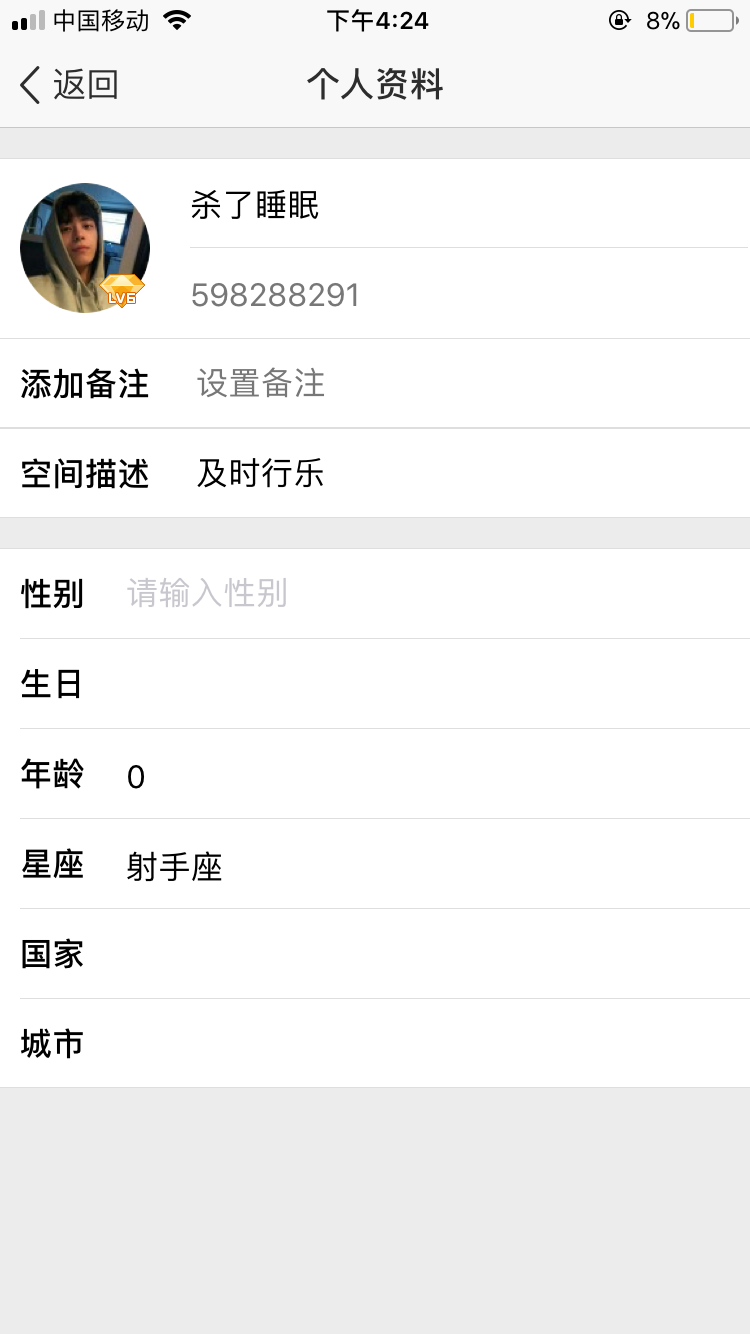 中国移动 下午4:24 8%
返回 个人资料
杀了睡眠
LV6
598288291
添加备注 设置备注
空间描述 及时行乐
性别 请输入性别
生日
年龄 0
星座 射手座
国家
城市